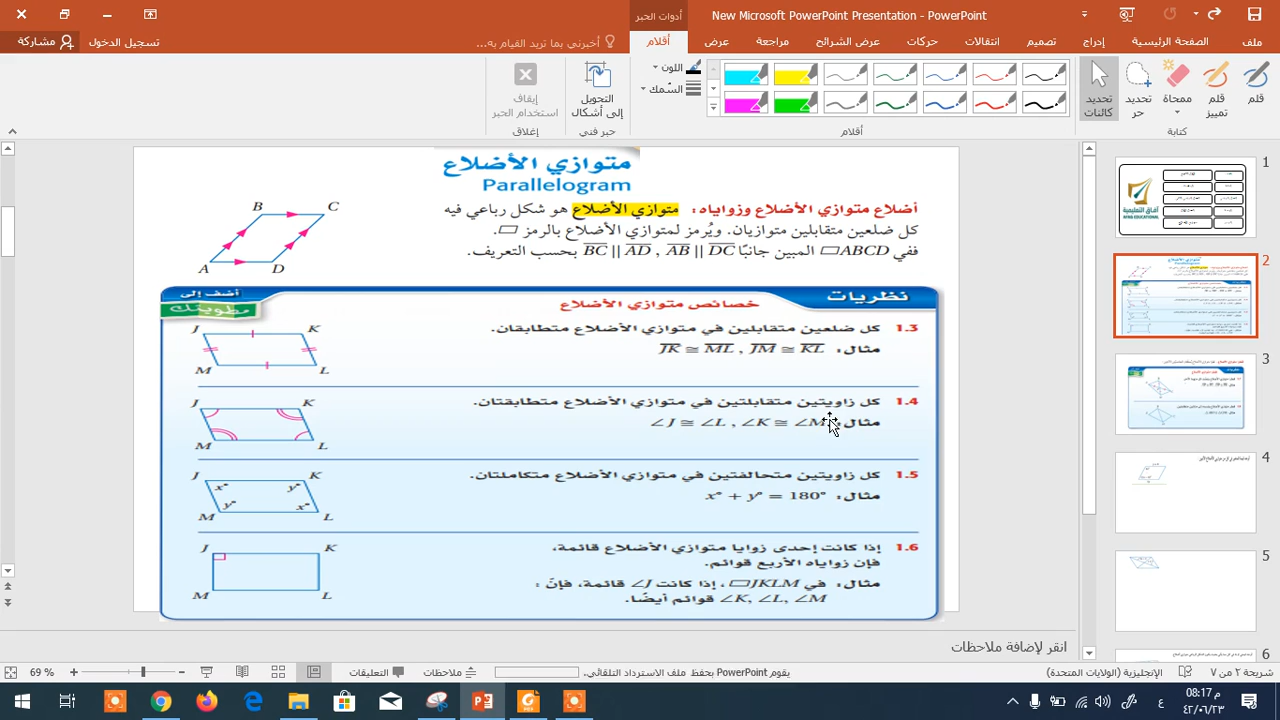 New Microsoft PowerPoint Presentation - PowerPoint
أدوات الحبر
ملف
الصفحة الرئيسية
إدراج
تصميم
انتقالات
حركات
عرض الشرائح
مراجعة
عرض
أقلام
أخبرني بما تريد القيام به...
تسجيل الدخول
مشاركة
قلم
قلم تمييز
ممحاة
تحديد حر
تحديد كائنات
كتابة
أقلام
اللون
السمك
التحويل إلى أشكال
حبر فني
إيقاف استخدام الحبر
إغلاق
متوازي الأضلاع
Parallelogram
أضلاع متوازي الأضلاع وزواياه: متوازي الأضلاع هو شكل رباعي فيه
كل ضلعين متقابلين متوازيان. ويُرمز لمتوازي الأضلاع بالرمز ▱.
ففي ▱ABCD المبين جانبًا BC || AD , AB || DC بحسب التعريف.
B C
A D
نظريات
خصائص متوازي الأضلاع
أضف إلى
مطويتك
1.3 كل ضلعين متقابلين في متوازي الأضلاع متطابقان.
مثال: JK ≅ ML , JM ≅ KL
J K
M L
1.4 كل زاويتين متقابلتين في متوازي الأضلاع متطابقتان.
مثال: ∠J ≅ ∠L , ∠K ≅ ∠M
J K
M L
1.5 كل زاويتين متحالفتين في متوازي الأضلاع متكاملتان.
مثال: x° + y° = 180°
J K
x° y°
y° x°
M L
1.6 إذا كانت إحدى زوايا متوازي الأضلاع قائمة،
فإن زواياه الأربع قوائم.
مثال: في ▱JKLM ، إذا كانت ∠J قائمة، فإنّ :
∠K, ∠L, ∠M قوائم أيضًا.
J K
M L
1
2
3
4
5
6
انقر لإضافة ملاحظات
شريحة ٢ من ٧
الإنجليزية (الولايات المتحدة)
يقوم PowerPoint بحفظ ملف الاسترداد التلقائي.
ملاحظات
التعليقات
69 %
ع
08:17 م
٤٢/٠٦/٢٣